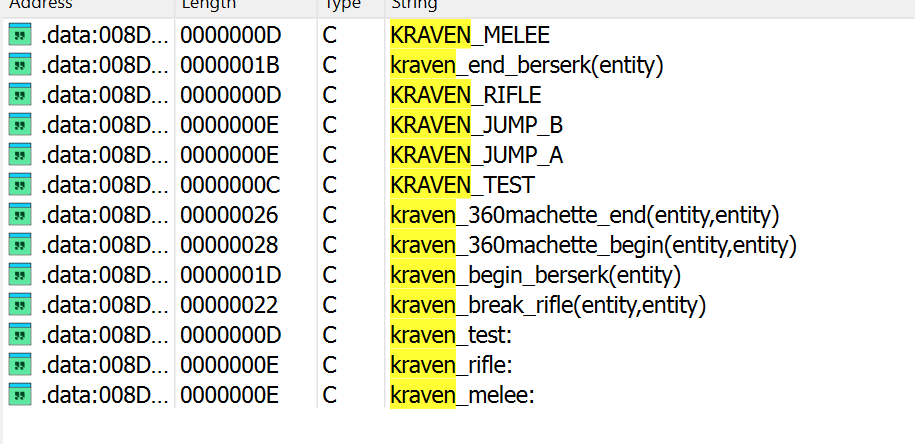 Address Length Type String
.data:008D... 0000000D C KRAVEN_MELEE
.data:008D... 0000001B C kraven_end_berserk(entity)
.data:008D... 0000000D C KRAVEN_RIFLE
.data:008D... 0000000E C KRAVEN_JUMP_B
.data:008D... 0000000E C KRAVEN_JUMP_A
.data:008D... 0000000C C KRAVEN_TEST
.data:008D... 00000026 C kraven_360machette_end(entity,entity)
.data:008D... 00000028 C kraven_360machette_begin(entity,entity)
.data:008D... 0000001D C kraven_begin_berserk(entity)
.data:008D... 00000022 C kraven_break_rifle(entity,entity)
.data:008D... 0000000D C kraven_test:
.data:008D... 0000000E C kraven_rifle:
.data:008D... 0000000E C kraven_melee: